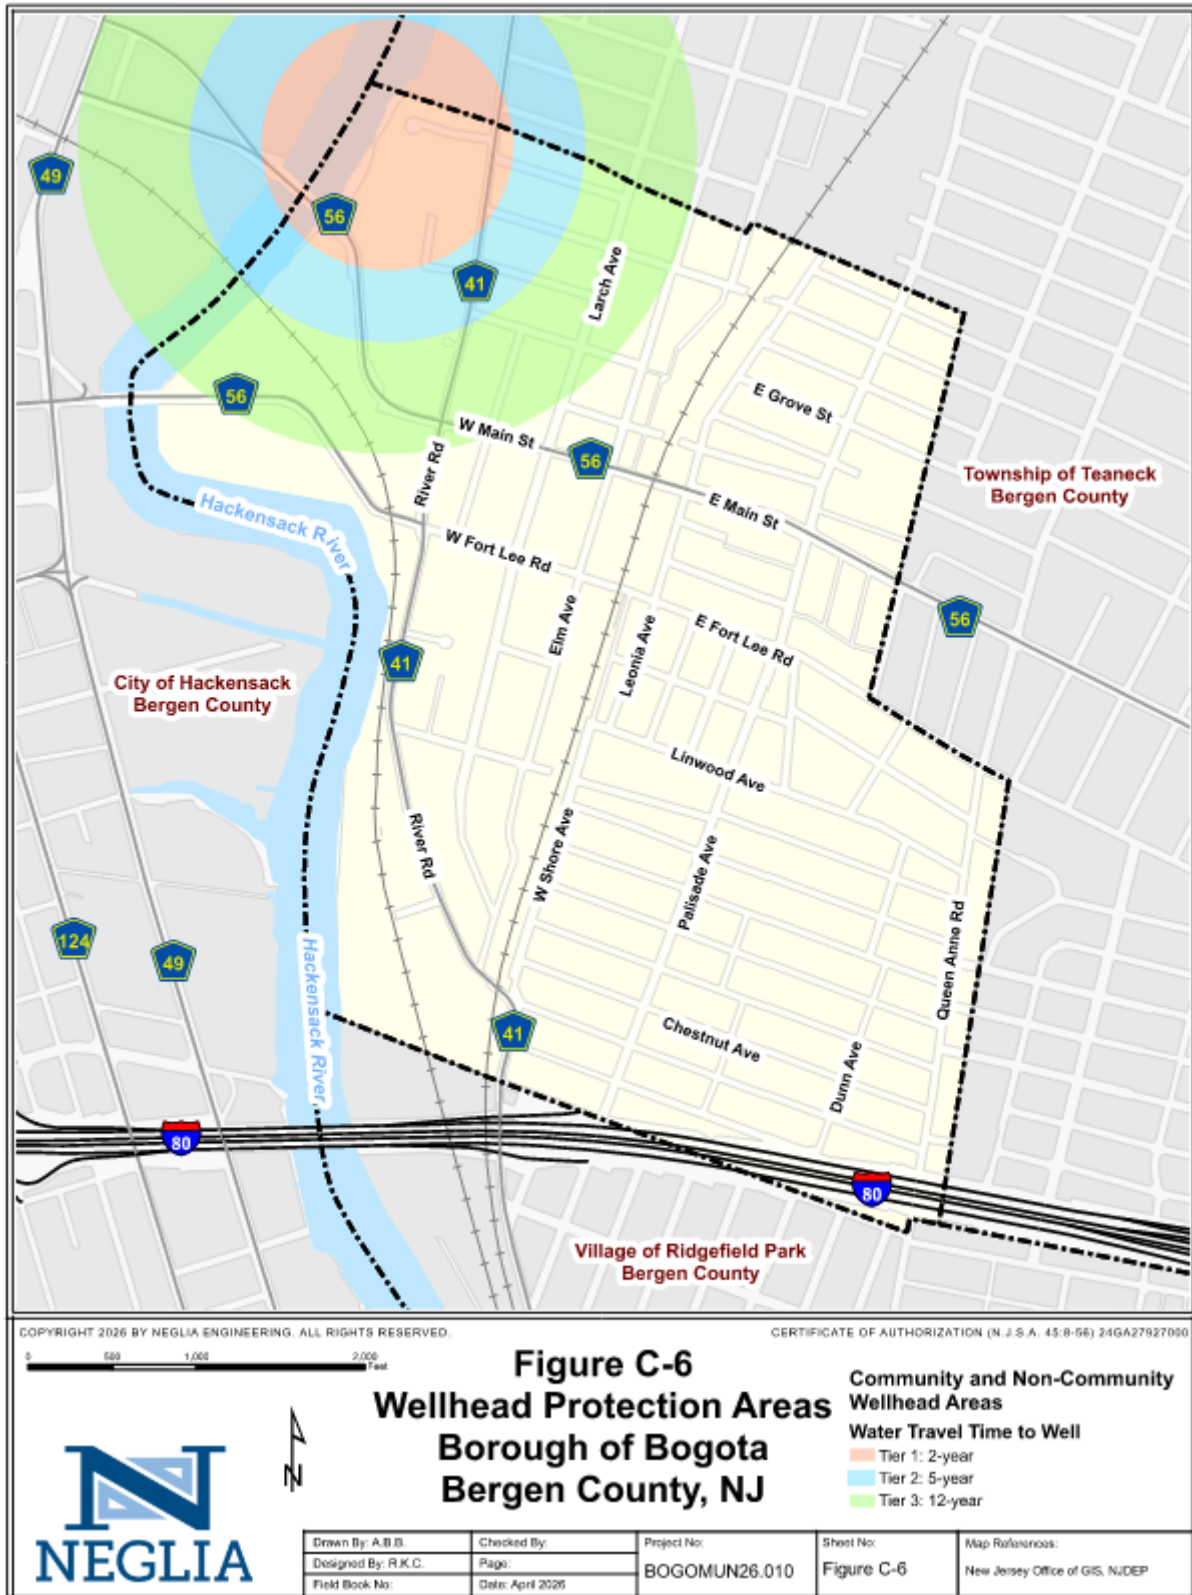 49
56
41
Larch Ave
56
E Grove St
W Main St
River Rd
56
Township of Teaneck
Bergen County
E Main St
Hackensack River
W Fort Lee Rd
Elm Ave
Leonia Ave
E Fort Lee Rd
56
41
City of Hackensack
Bergen County
Linwood Ave
River Rd
W Shore Ave
Palisade Ave
Queen Anne Rd
124
49
Hackensack River
41
Chestnut Ave
Dunn Ave
80
80
Village of Ridgefield Park
Bergen County
COPYRIGHT 2026 BY NEGLIA ENGINEERING. ALL RIGHTS RESERVED.
CERTIFICATE OF AUTHORIZATION (N.J.S.A. 45:8-56) 24GA27927000
0 500 1,000 2,000
Feet
Figure C-6
Wellhead Protection Areas
Borough of Bogota
Bergen County, NJ
Community and Non-Community
Wellhead Areas
Water Travel Time to Well
Tier 1: 2-year
Tier 2: 5-year
Tier 3: 12-year
N
N
NEGLIA
Drawn By: A.B.B.
Designed By: R.K.C.
Field Book No:
Checked By:
Page:
Date: April 2026
Project No:
BOGOMUN26.010
Sheet No:
Figure C-6
Map References:
New Jersey Office of GIS, NJDEP